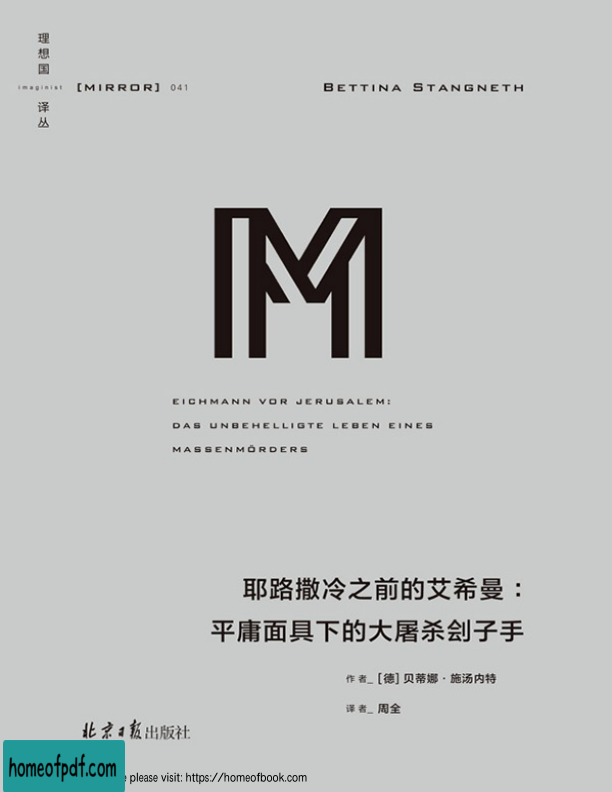 理想国
imaginist
译丛
[MIRROR] 041
BETTINA STANGNETH
M
EICHMANN VOR JERUSALEM:
DAS UNBEHELLIGTE LEBEN EINES
MASSENMÖRDERS
耶路撒冷之前的艾希曼：
平庸面具下的大屠杀刽子手
作者_ [德] 贝蒂娜·施汤内特
译者_ 周全
北京日报出版社
homeofpdf.com
please visit: https://homeofbook.com